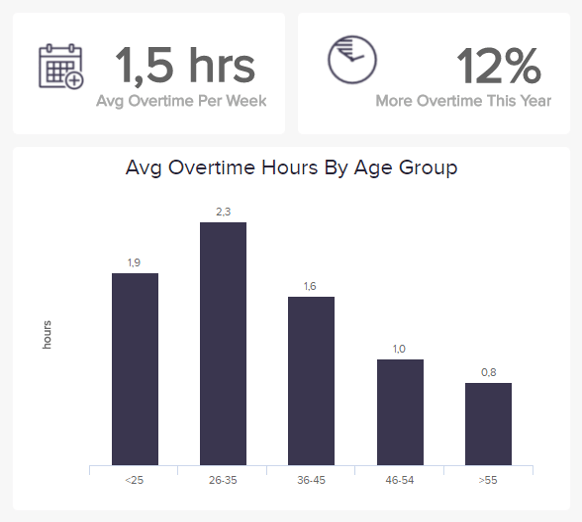 1,5 hrs
Avg Overtime Per Week
12%
More Overtime This Year
Avg Overtime Hours By Age Group
hours
1,9
2,3
1,6
1,0
0,8
<25
26-35
36-45
46-54
>55